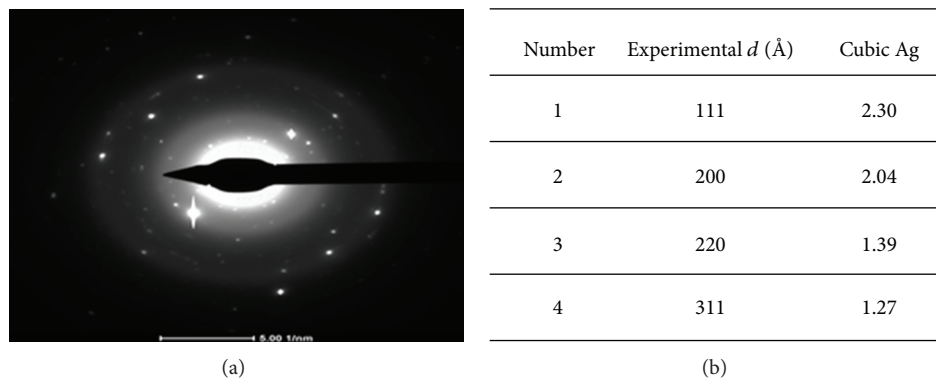 5.00 1/nm
(a)
Number Experimental d (Å) Cubic Ag
1 111 2.30
2 200 2.04
3 220 1.39
4 311 1.27
(b)